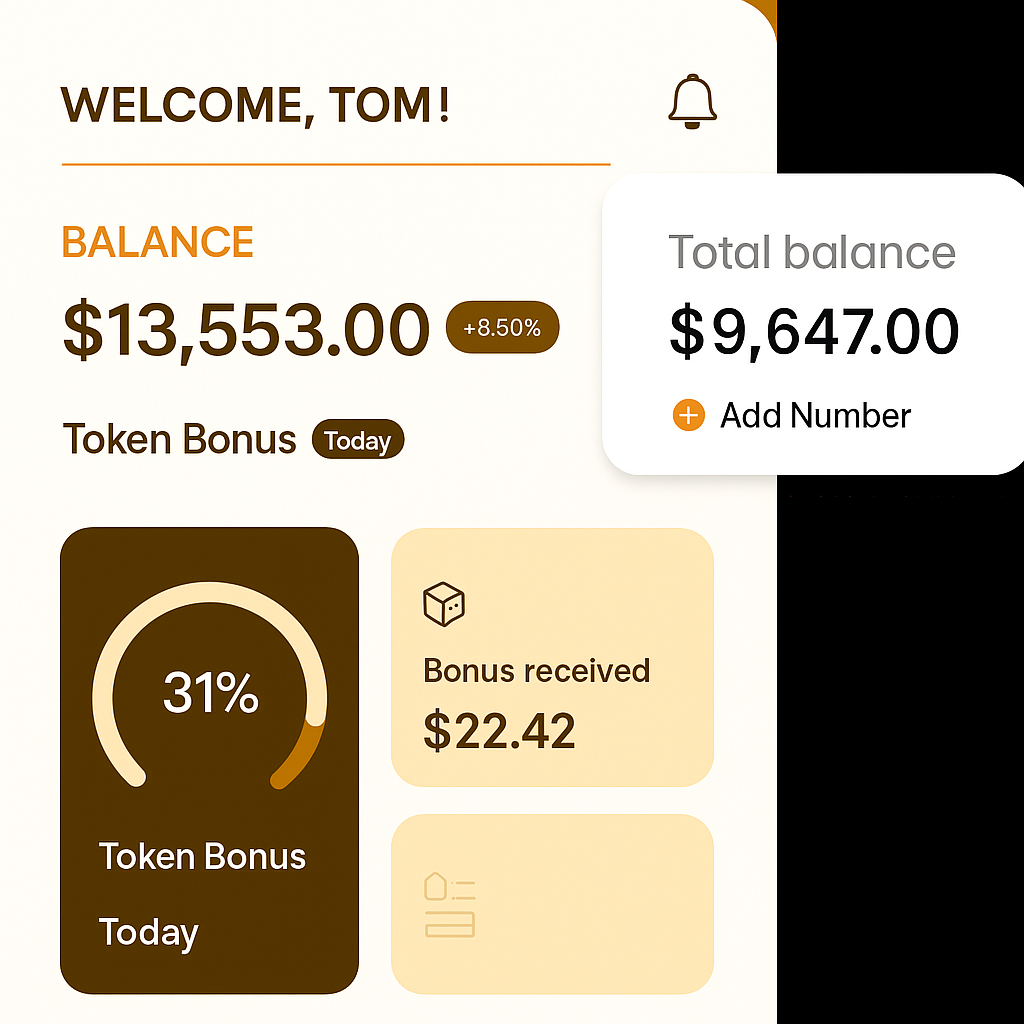 WELCOME, TOM!
BALANCE
$13,553.00 +8.50%
Total balance
$9,647.00
Add Number
Token Bonus Today
31%
Token Bonus
Today
Bonus received
$22.42